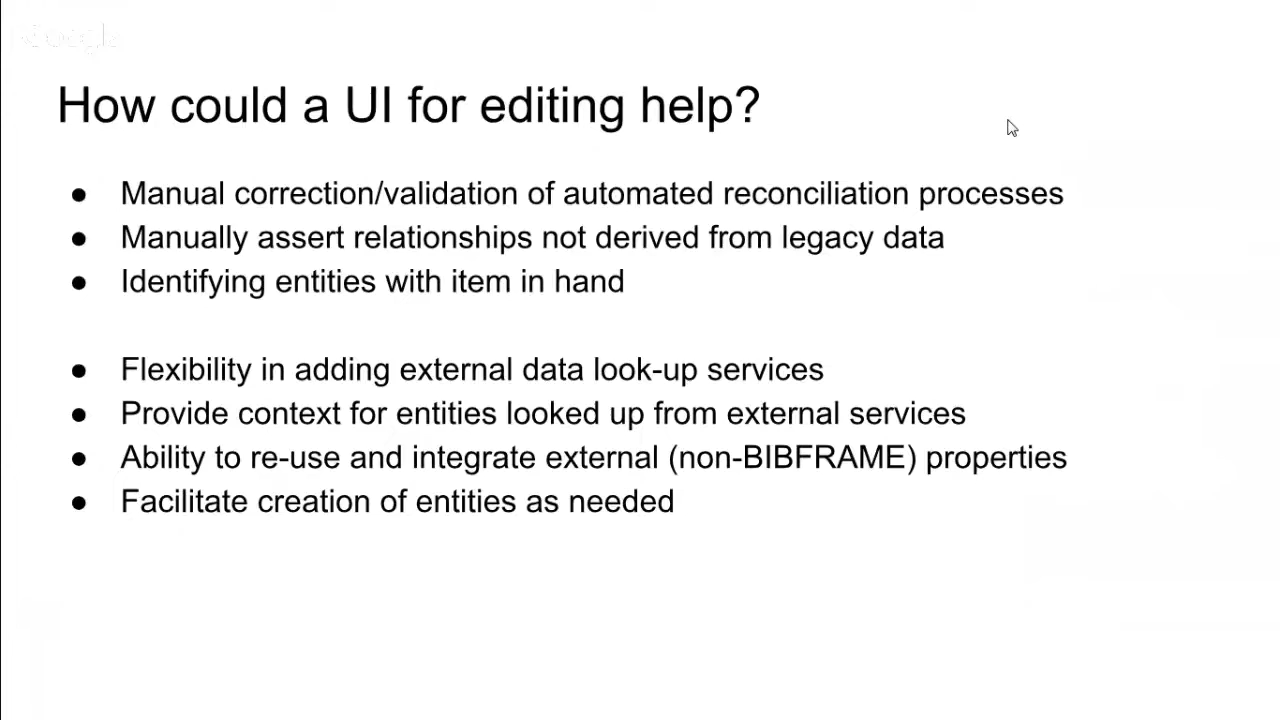 How could a UI for editing help?
● Manual correction/validation of automated reconciliation processes
● Manually assert relationships not derived from legacy data
● Identifying entities with item in hand
● Flexibility in adding external data look-up services
● Provide context for entities looked up from external services
● Ability to re-use and integrate external (non-BIBFRAME) properties
● Facilitate creation of entities as needed